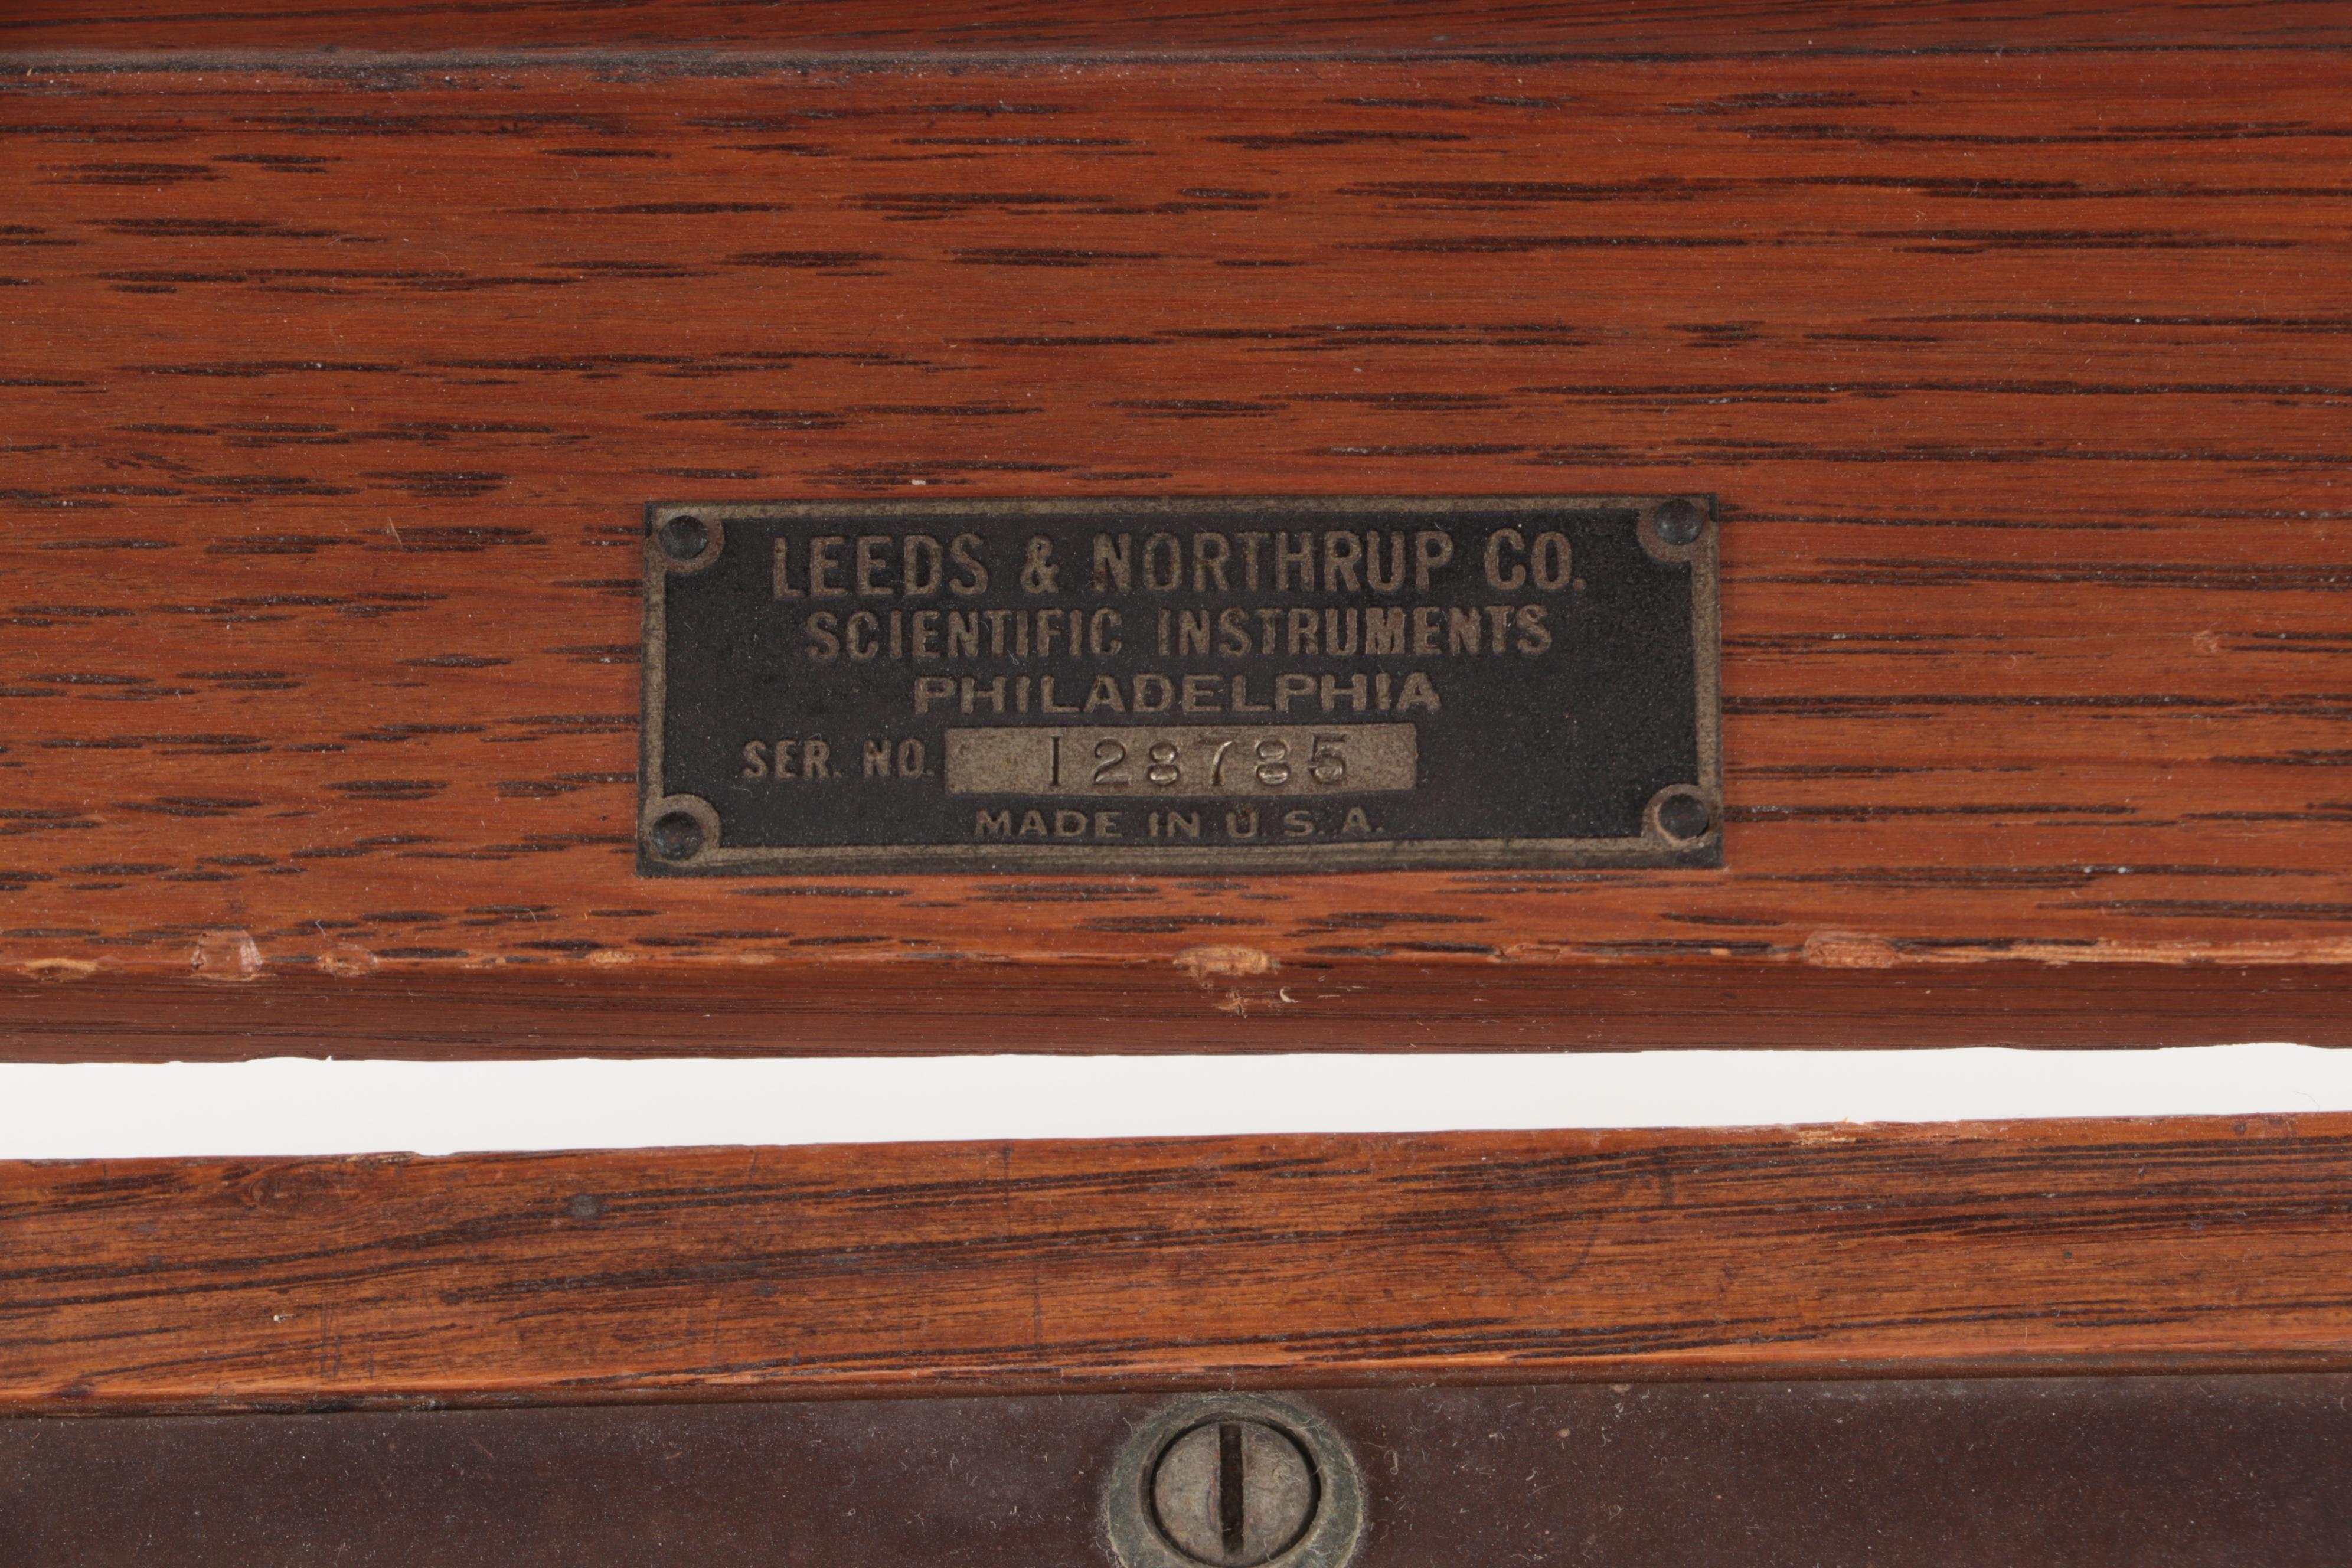 LEEDS & NORTHRUP CO.
SCIENTIFIC INSTRUMENTS
PHILADELPHIA
SER. NO. 128785
MADE IN U.S.A.